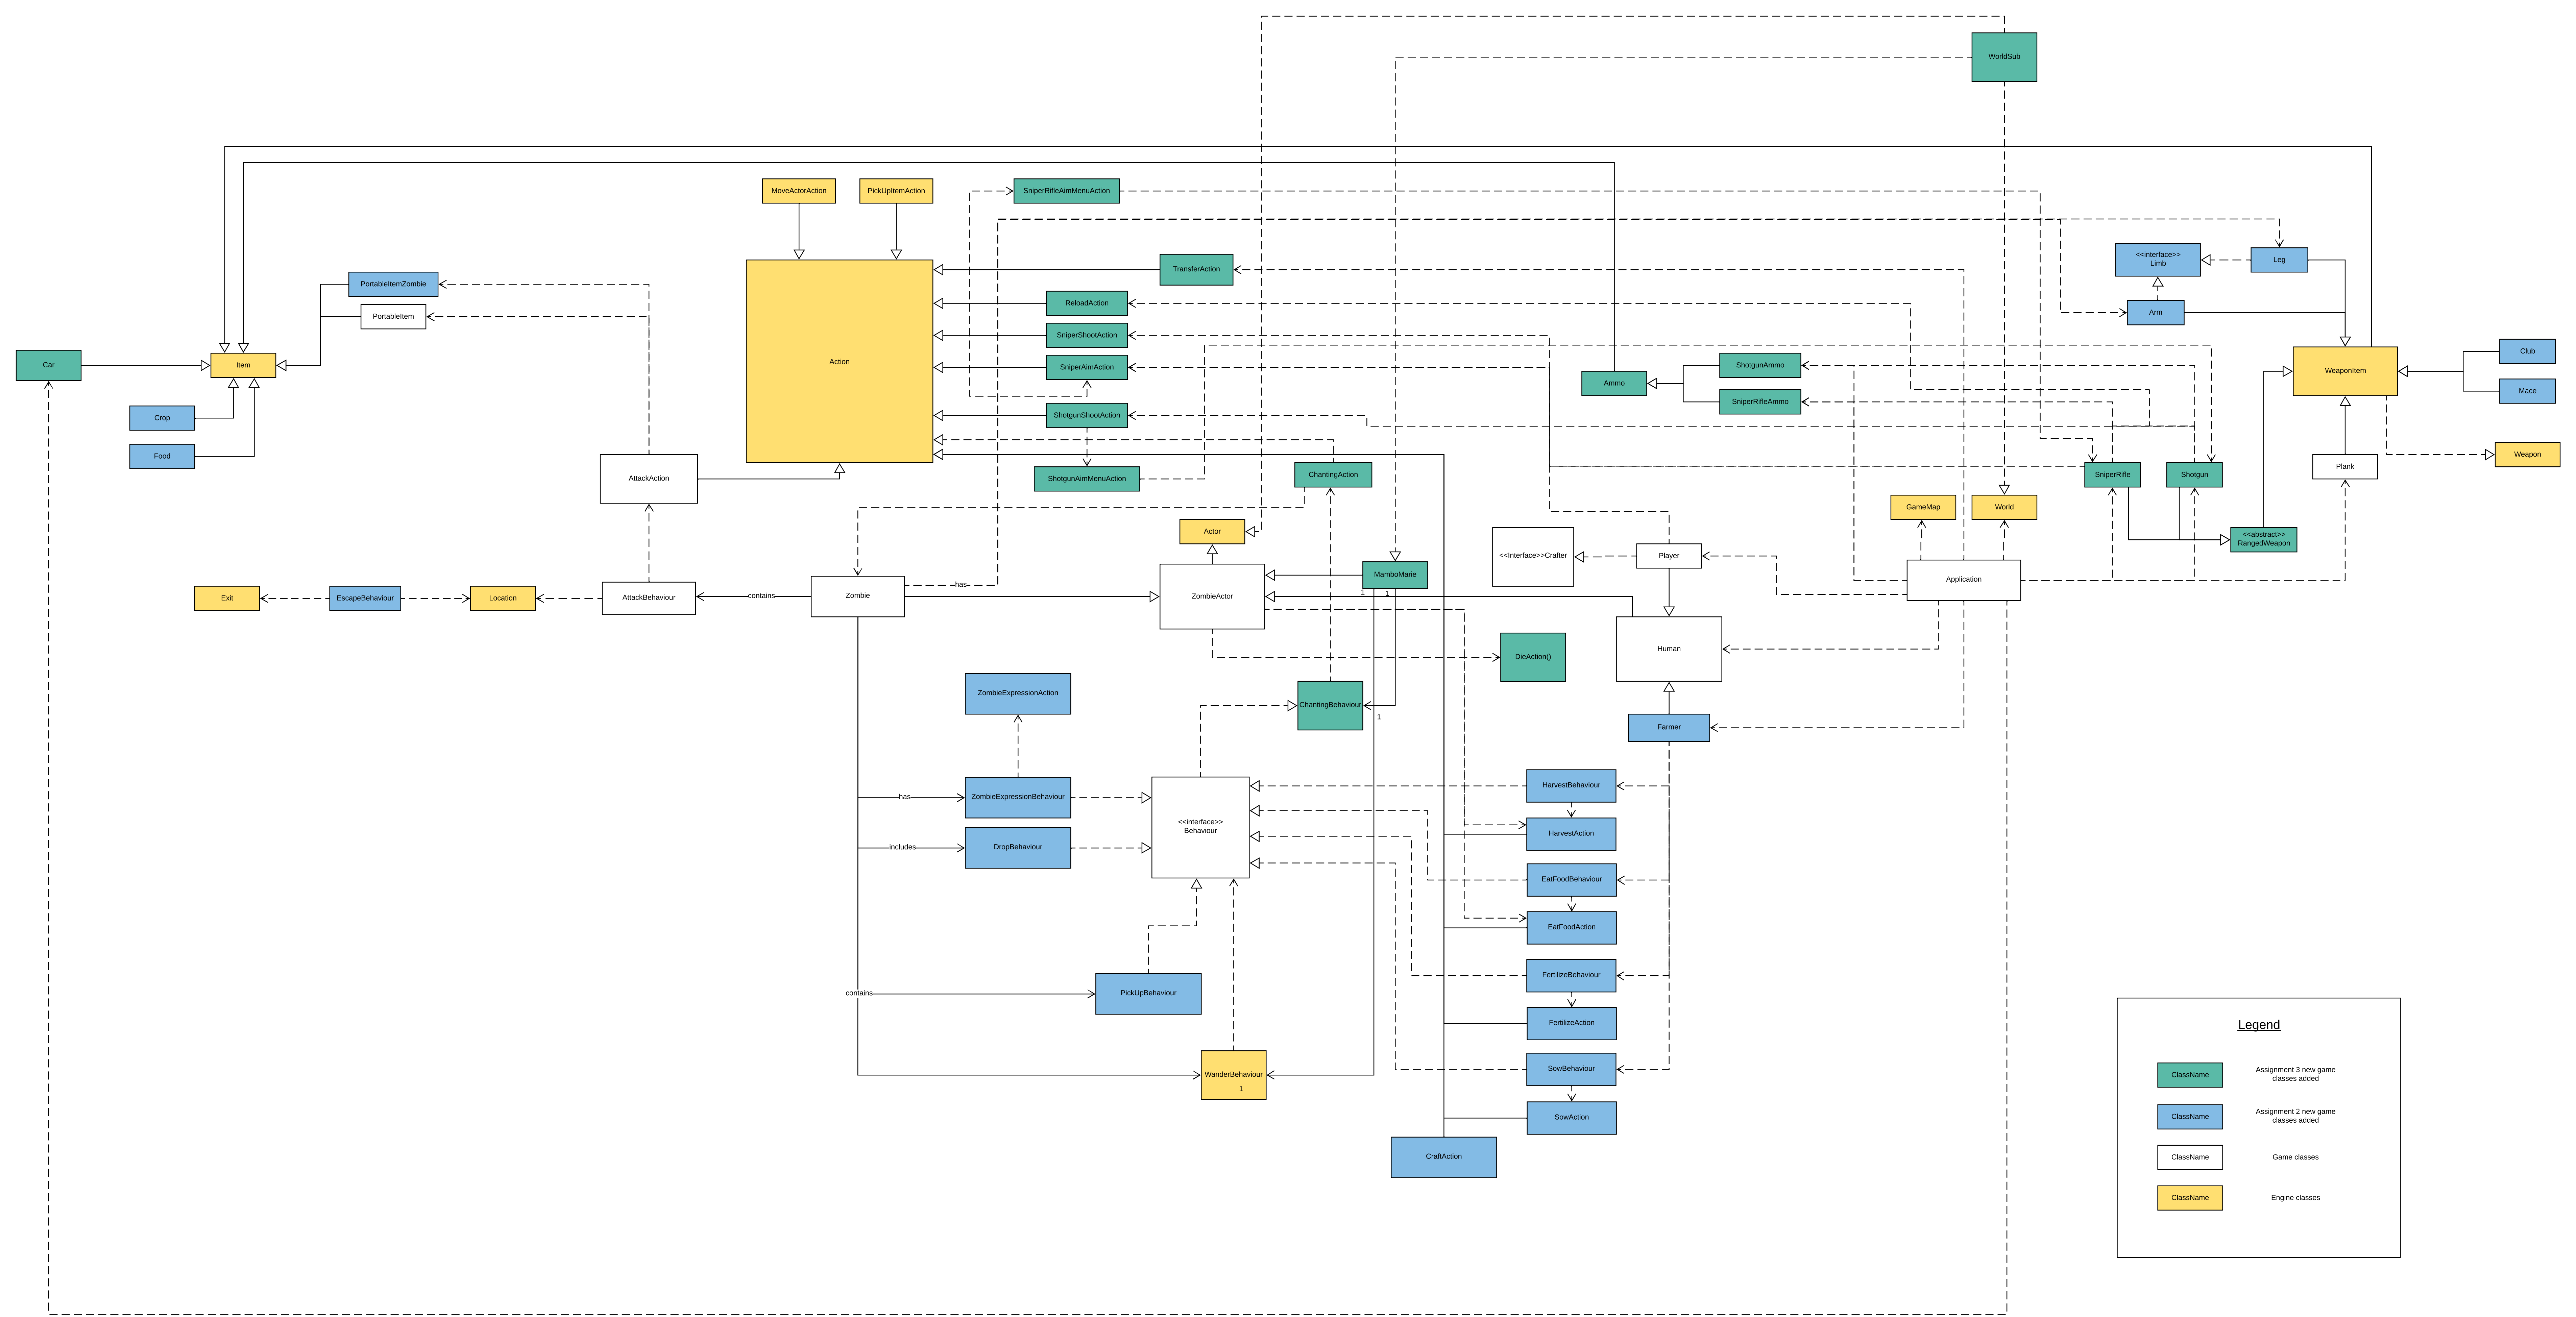 WorldSub
MoveActorAction
PickUpItemAction
SniperRifleAimMenuAction
TransferAction
<<interface>>
Limb
Leg
PortableItemZombie
ReloadAction
Arm
PortableItem
SniperShootAction
Car
Item
Action
SniperAimAction
ShotgunAmmo
Ammo
SniperRifleAmmo
WeaponItem
Club
Mace
Crop
ShotgunShootAction
Food
Weapon
AttackAction
ShotgunAimMenuAction
ChantingAction
SniperRifle
Shotgun
Plank
GameMap
World
Actor
<<abstract>>
RangedWeapon
<<Interface>>Crafter
Player
MamboMarie
Application
Exit
EscapeBehaviour
Location
AttackBehaviour
contains
Zombie
has
ZombieActor
1
1
DieAction()
Human
ZombieExpressionAction
ChantingBehaviour
1
Farmer
has
ZombieExpressionBehaviour
HarvestBehaviour
<<interface>>
Behaviour
HarvestAction
includes
DropBehaviour
EatFoodBehaviour
EatFoodAction
contains
PickUpBehaviour
FertilizeBehaviour
FertilizeAction
WanderBehaviour
1
SowBehaviour
SowAction
CraftAction
Legend
ClassName
Assignment 3 new game
classes added
ClassName
Assignment 2 new game
classes added
ClassName
Game classes
ClassName
Engine classes